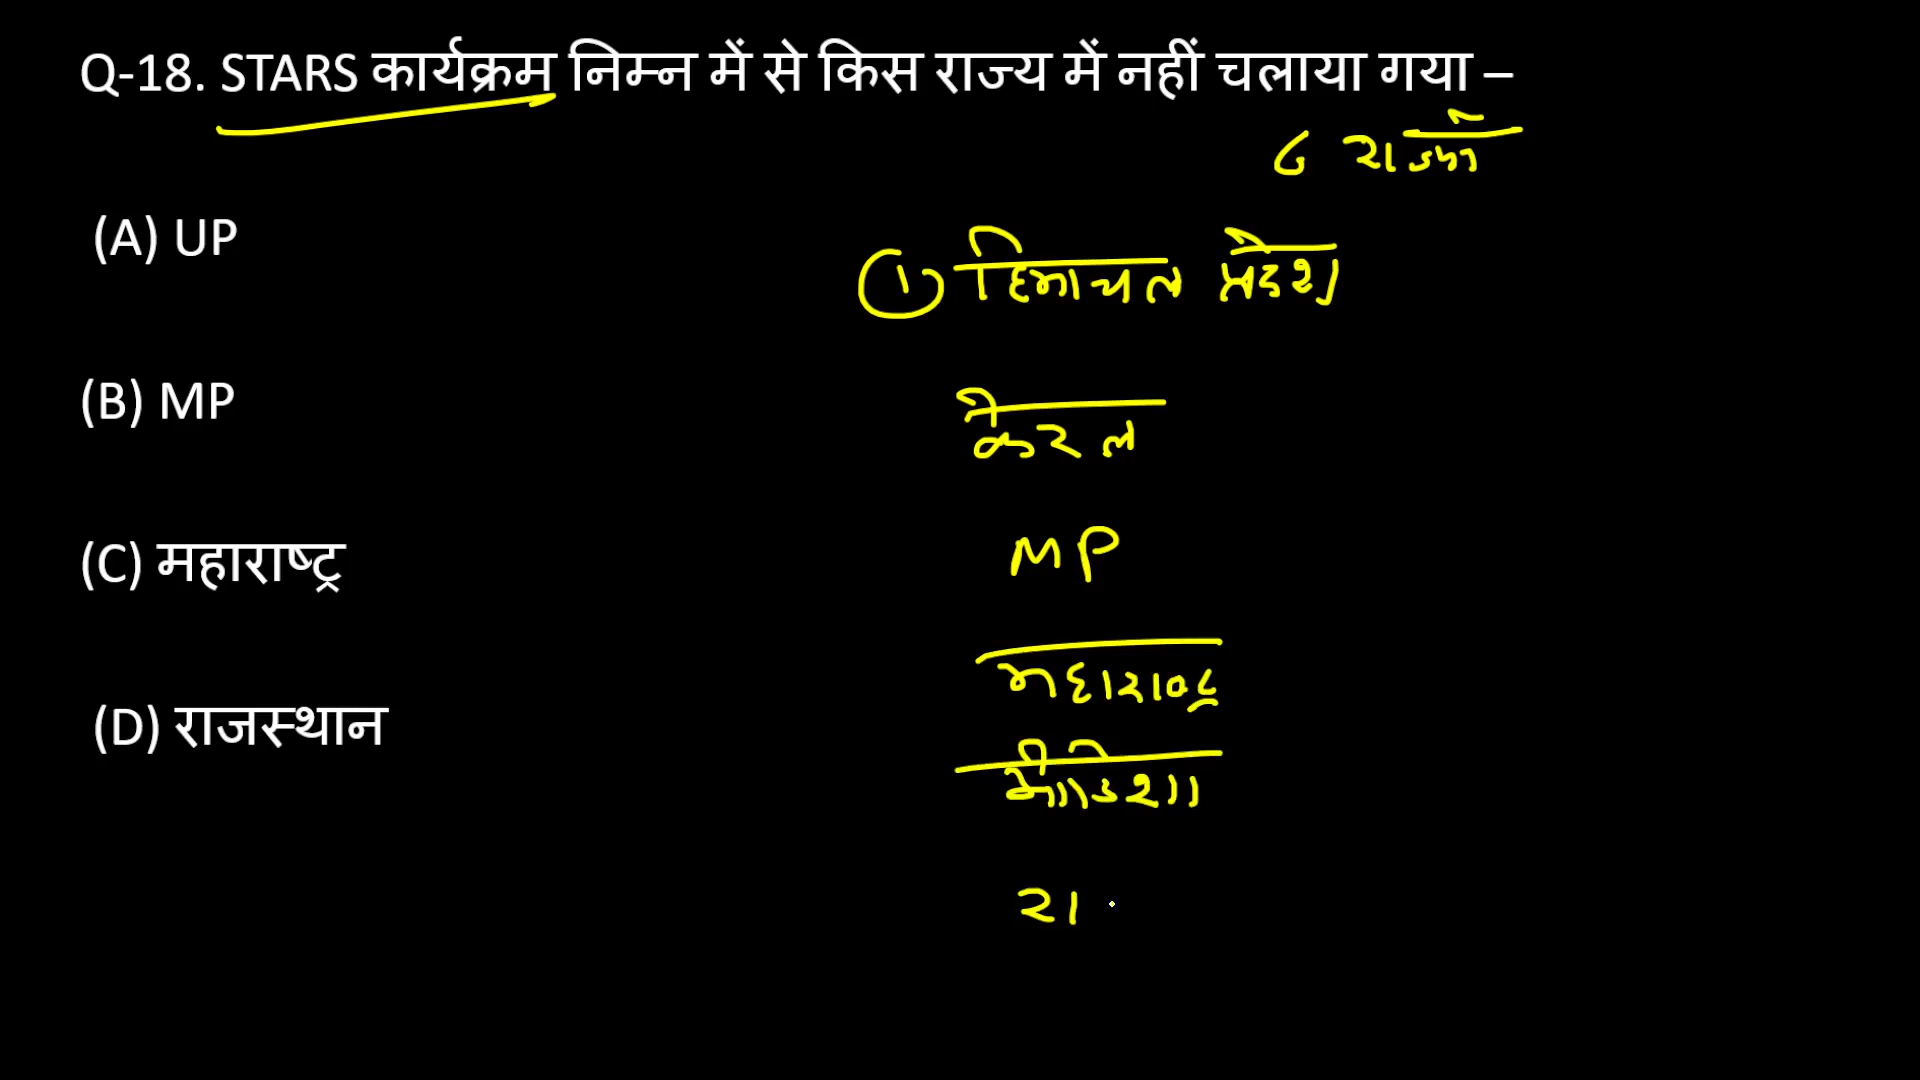 Q-18. STARS कार्यक्रम निम्न में से किस राज्य में नहीं चलाया गया –
6 राज्यों
(A) UP
① हिमाचल प्रदेश
(B) MP
केरल
MP
(C) महाराष्ट्र
महाराष्ट्र
(D) राजस्थान
ओडिशा
रा